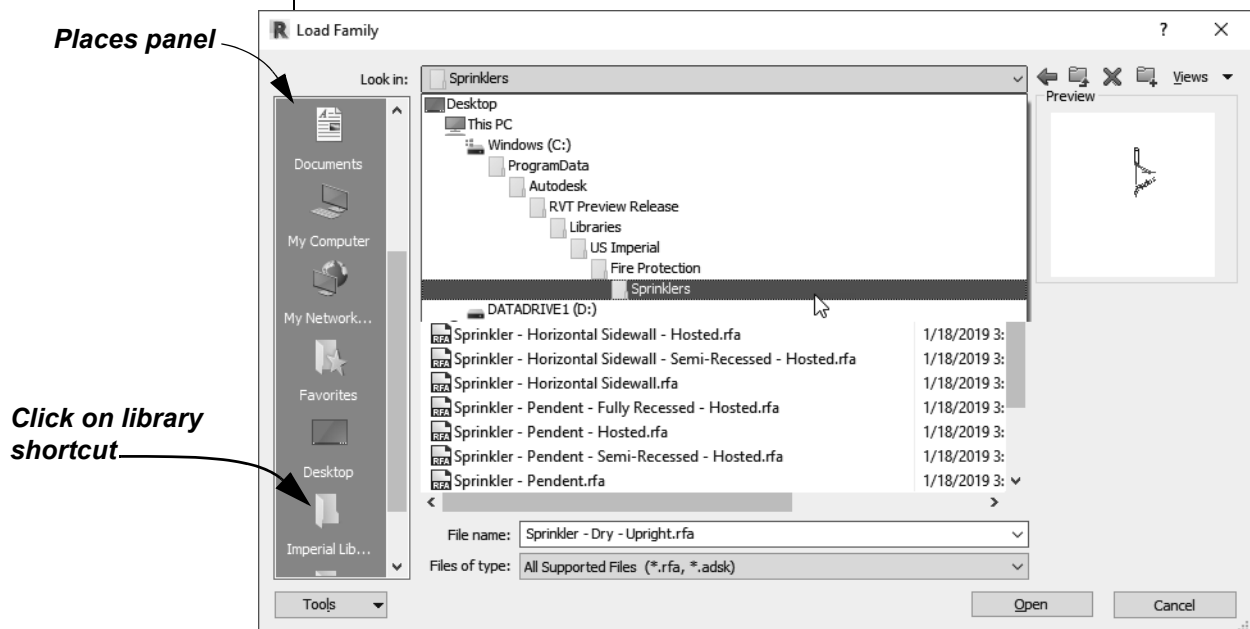 Load Family
?
Places panel
Look in:
Sprinklers
Views
Desktop
This PC
Windows (C:)
ProgramData
Autodesk
RVT Preview Release
Libraries
US Imperial
Fire Protection
Sprinklers
DATADRIVE1 (D:)
Preview
Documents
My Computer
My Network...
Favorites
Desktop
Imperial Lib...
Click on library
shortcut
Sprinkler - Horizontal Sidewall - Hosted.rfa 1/18/2019 3:
Sprinkler - Horizontal Sidewall - Semi-Recessed - Hosted.rfa 1/18/2019 3:
Sprinkler - Horizontal Sidewall.rfa 1/18/2019 3:
Sprinkler - Pendent - Fully Recessed - Hosted.rfa 1/18/2019 3:
Sprinkler - Pendent - Hosted.rfa 1/18/2019 3:
Sprinkler - Pendent - Semi-Recessed - Hosted.rfa 1/18/2019 3:
Sprinkler - Pendent.rfa 1/18/2019 3:
File name: Sprinkler - Dry - Upright.rfa
Files of type: All Supported Files (*.rfa, *.adsk)
Tools
Open
Cancel